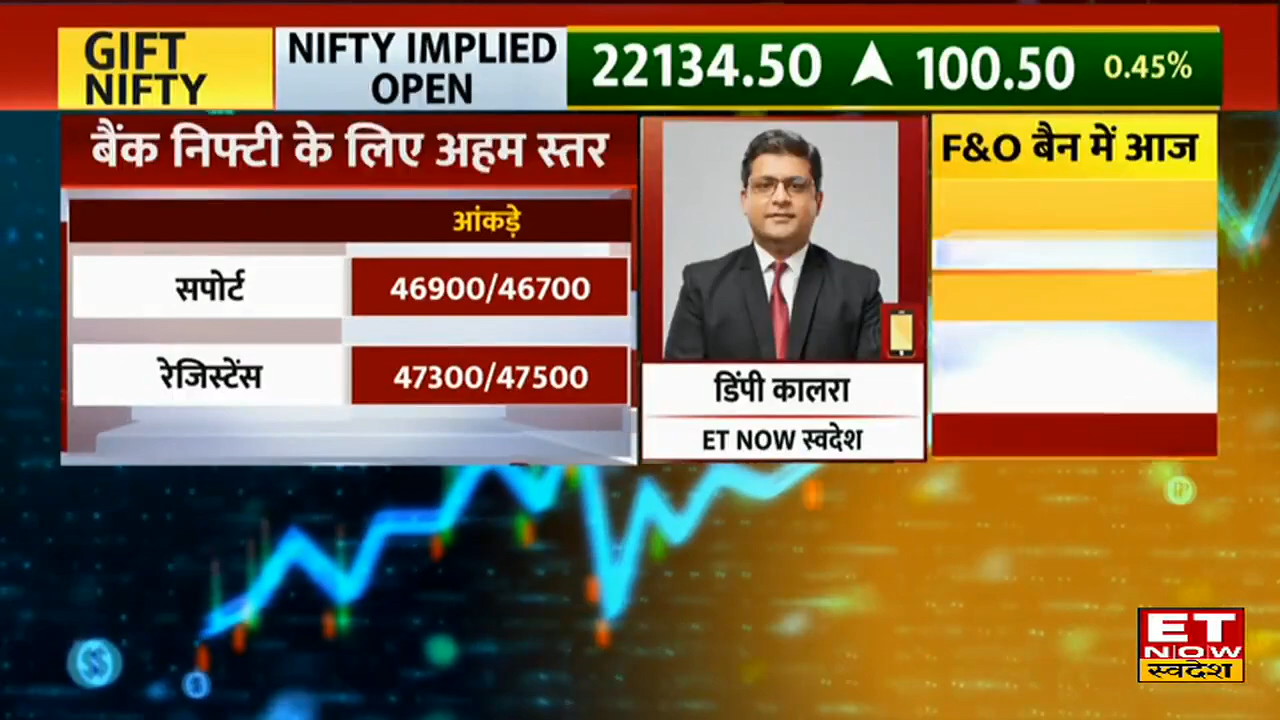 GIFT
NIFTY
NIFTY IMPLIED
OPEN
22134.50 ▲ 100.50 0.45%
बैंक निफ्टी के लिए अहम स्तर
आंकड़े
सपोर्ट 46900/46700
रेजिस्टेंस 47300/47500
डिंपी कालरा
ET NOW स्वदेश
F&O बैन में आज
ET
NOW
स्वदेश